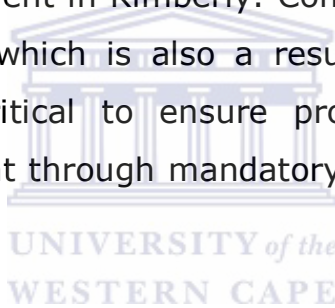 ent in Kimberly. Con
which is also a resu
itical to ensure pro
t through mandatory
UNIVERSITY of the
WESTERN CAPE